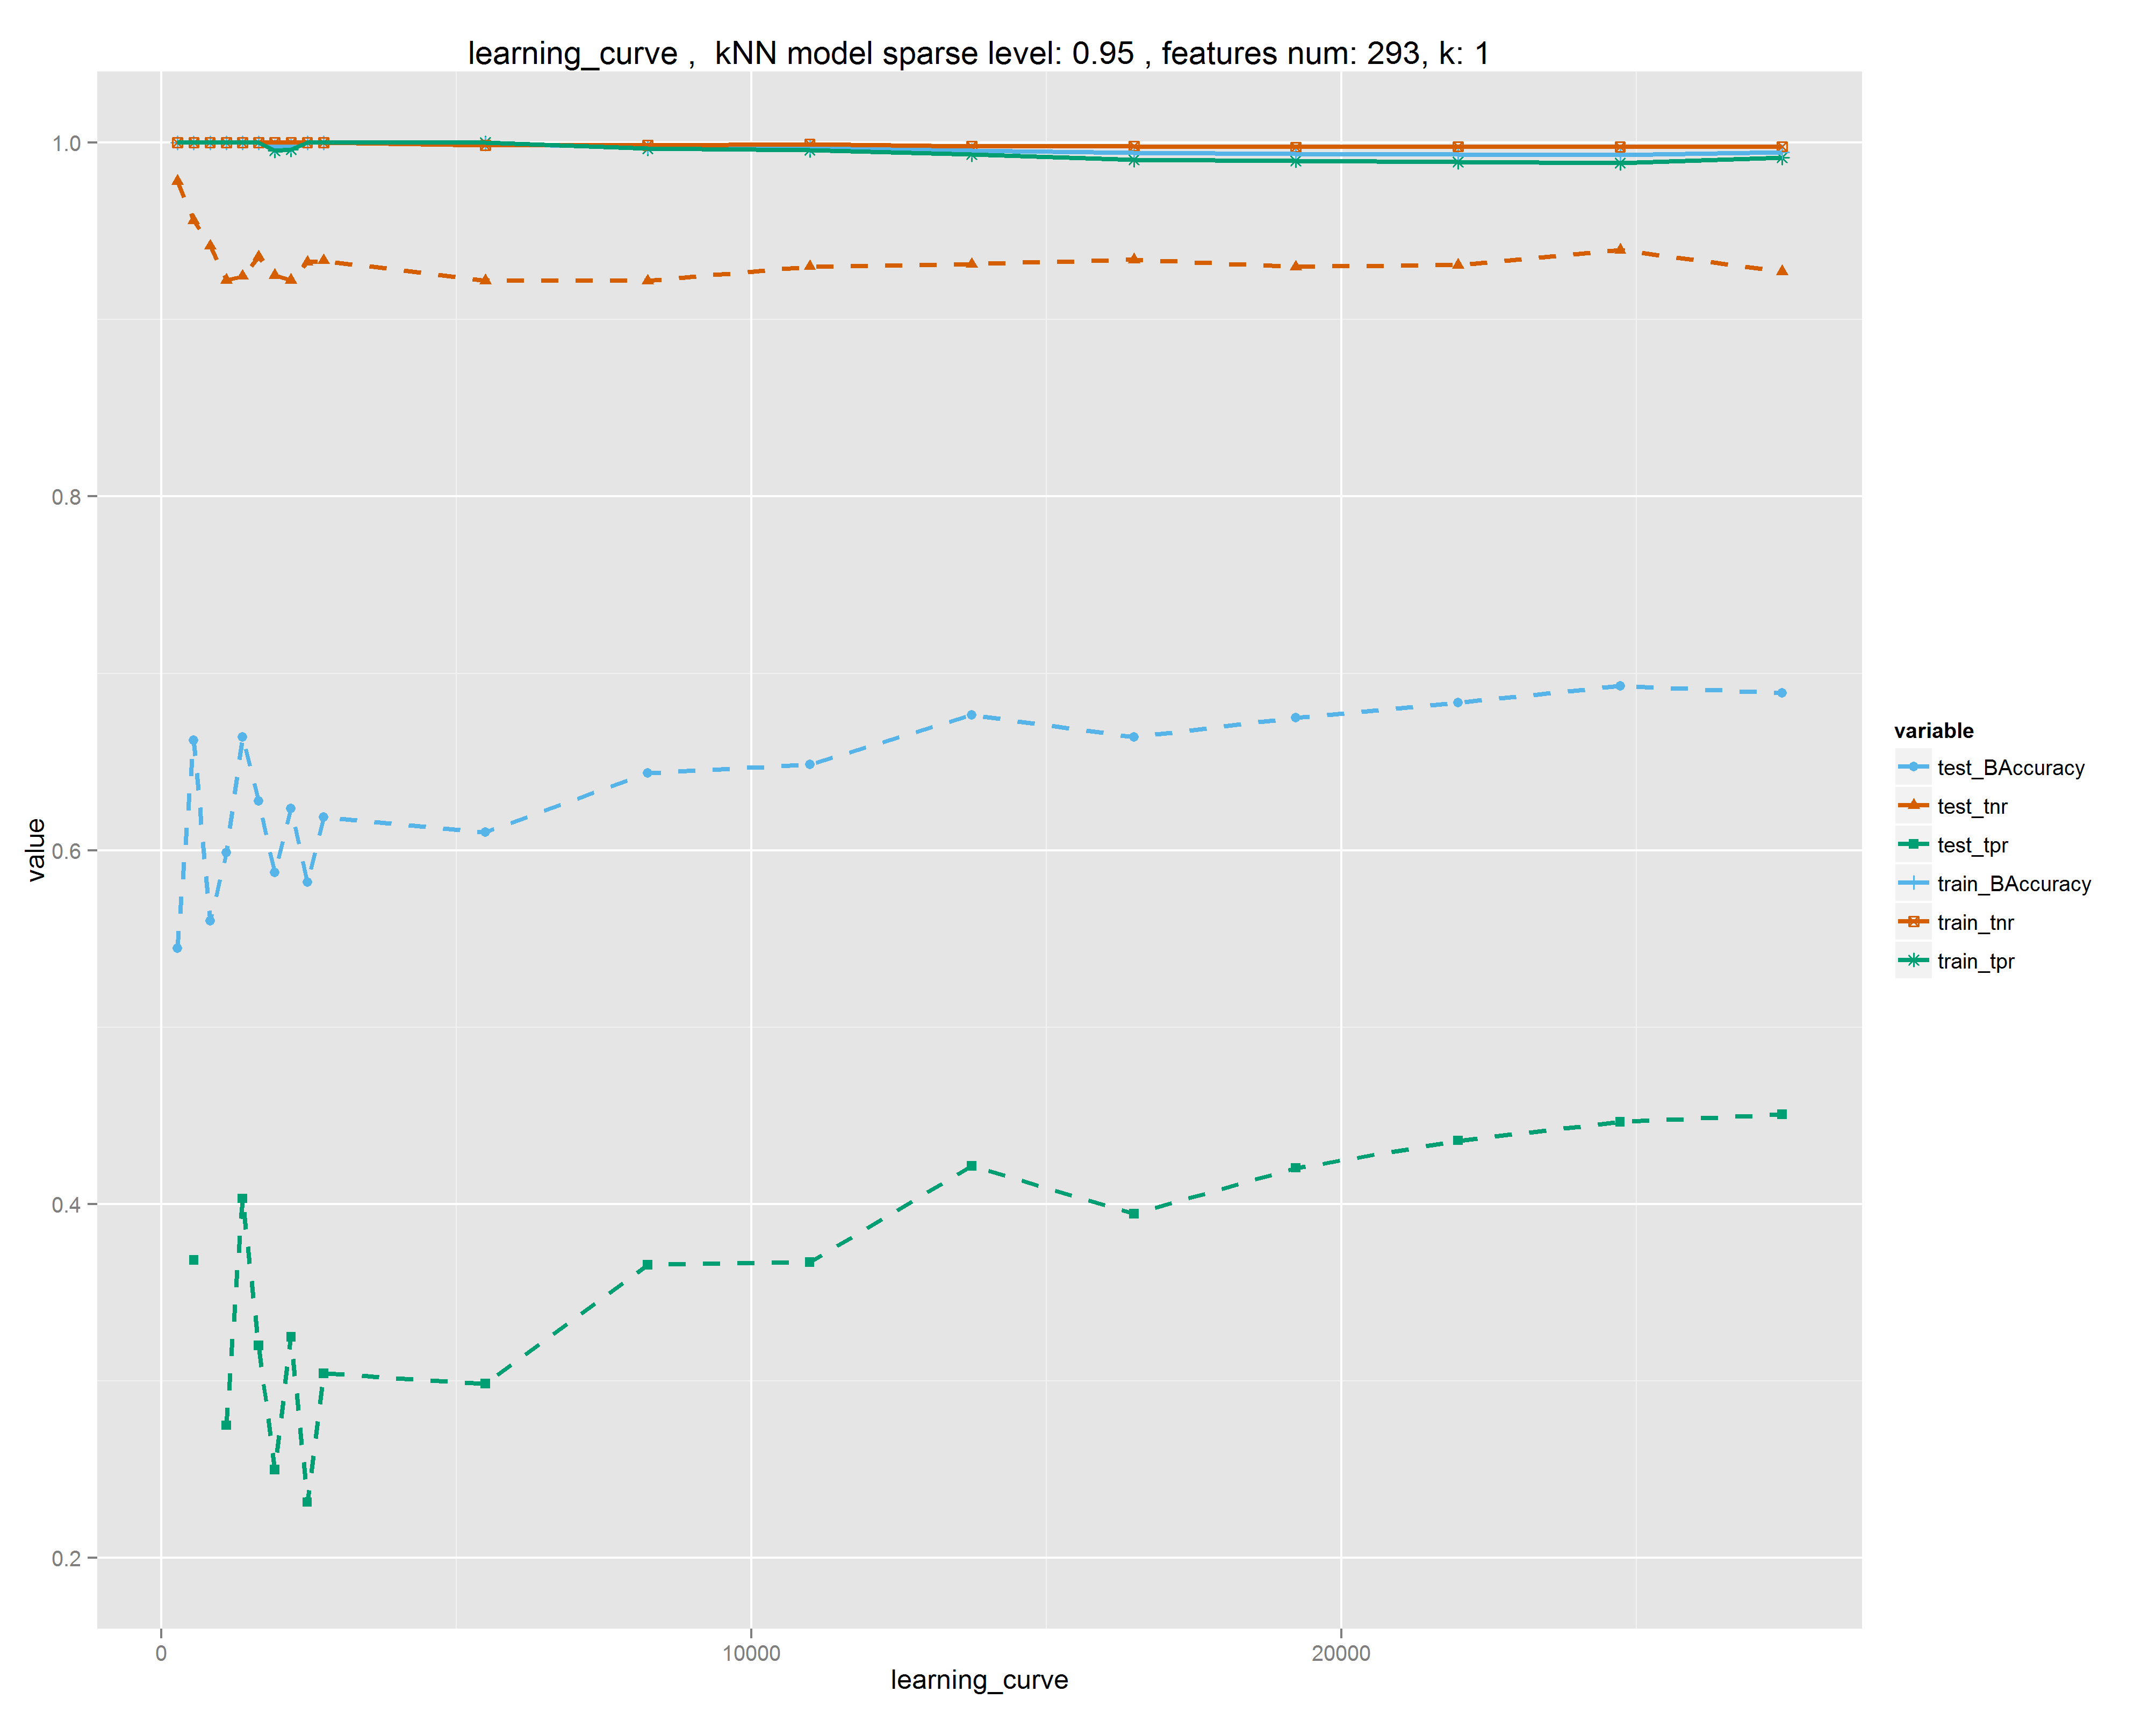 learning_curve ,  kNN model sparse level: 0.95 , features num: 293, k: 1
value
1.0
0.8
0.6
0.4
0.2
0
10000
20000
learning_curve
variable
test_BAccuracy
test_tnr
test_tpr
train_BAccuracy
train_tnr
train_tpr